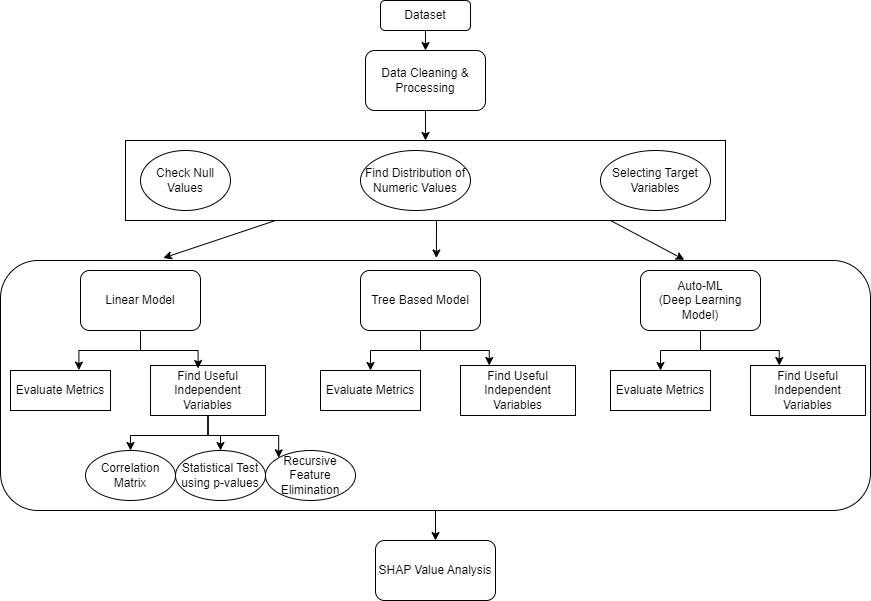 Dataset
Data Cleaning &
Processing
Check Null
Values
Find Distribution of
Numeric Values
Selecting Target
Variables
Linear Model
Tree Based Model
Auto-ML
(Deep Learning
Model)
Evaluate Metrics
Find Useful
Independent
Variables
Evaluate Metrics
Find Useful
Independent
Variables
Evaluate Metrics
Find Useful
Independent
Variables
Correlation
Matrix
Statistical Test
using p-values
Recursive
Feature
Elimination
SHAP Value Analysis